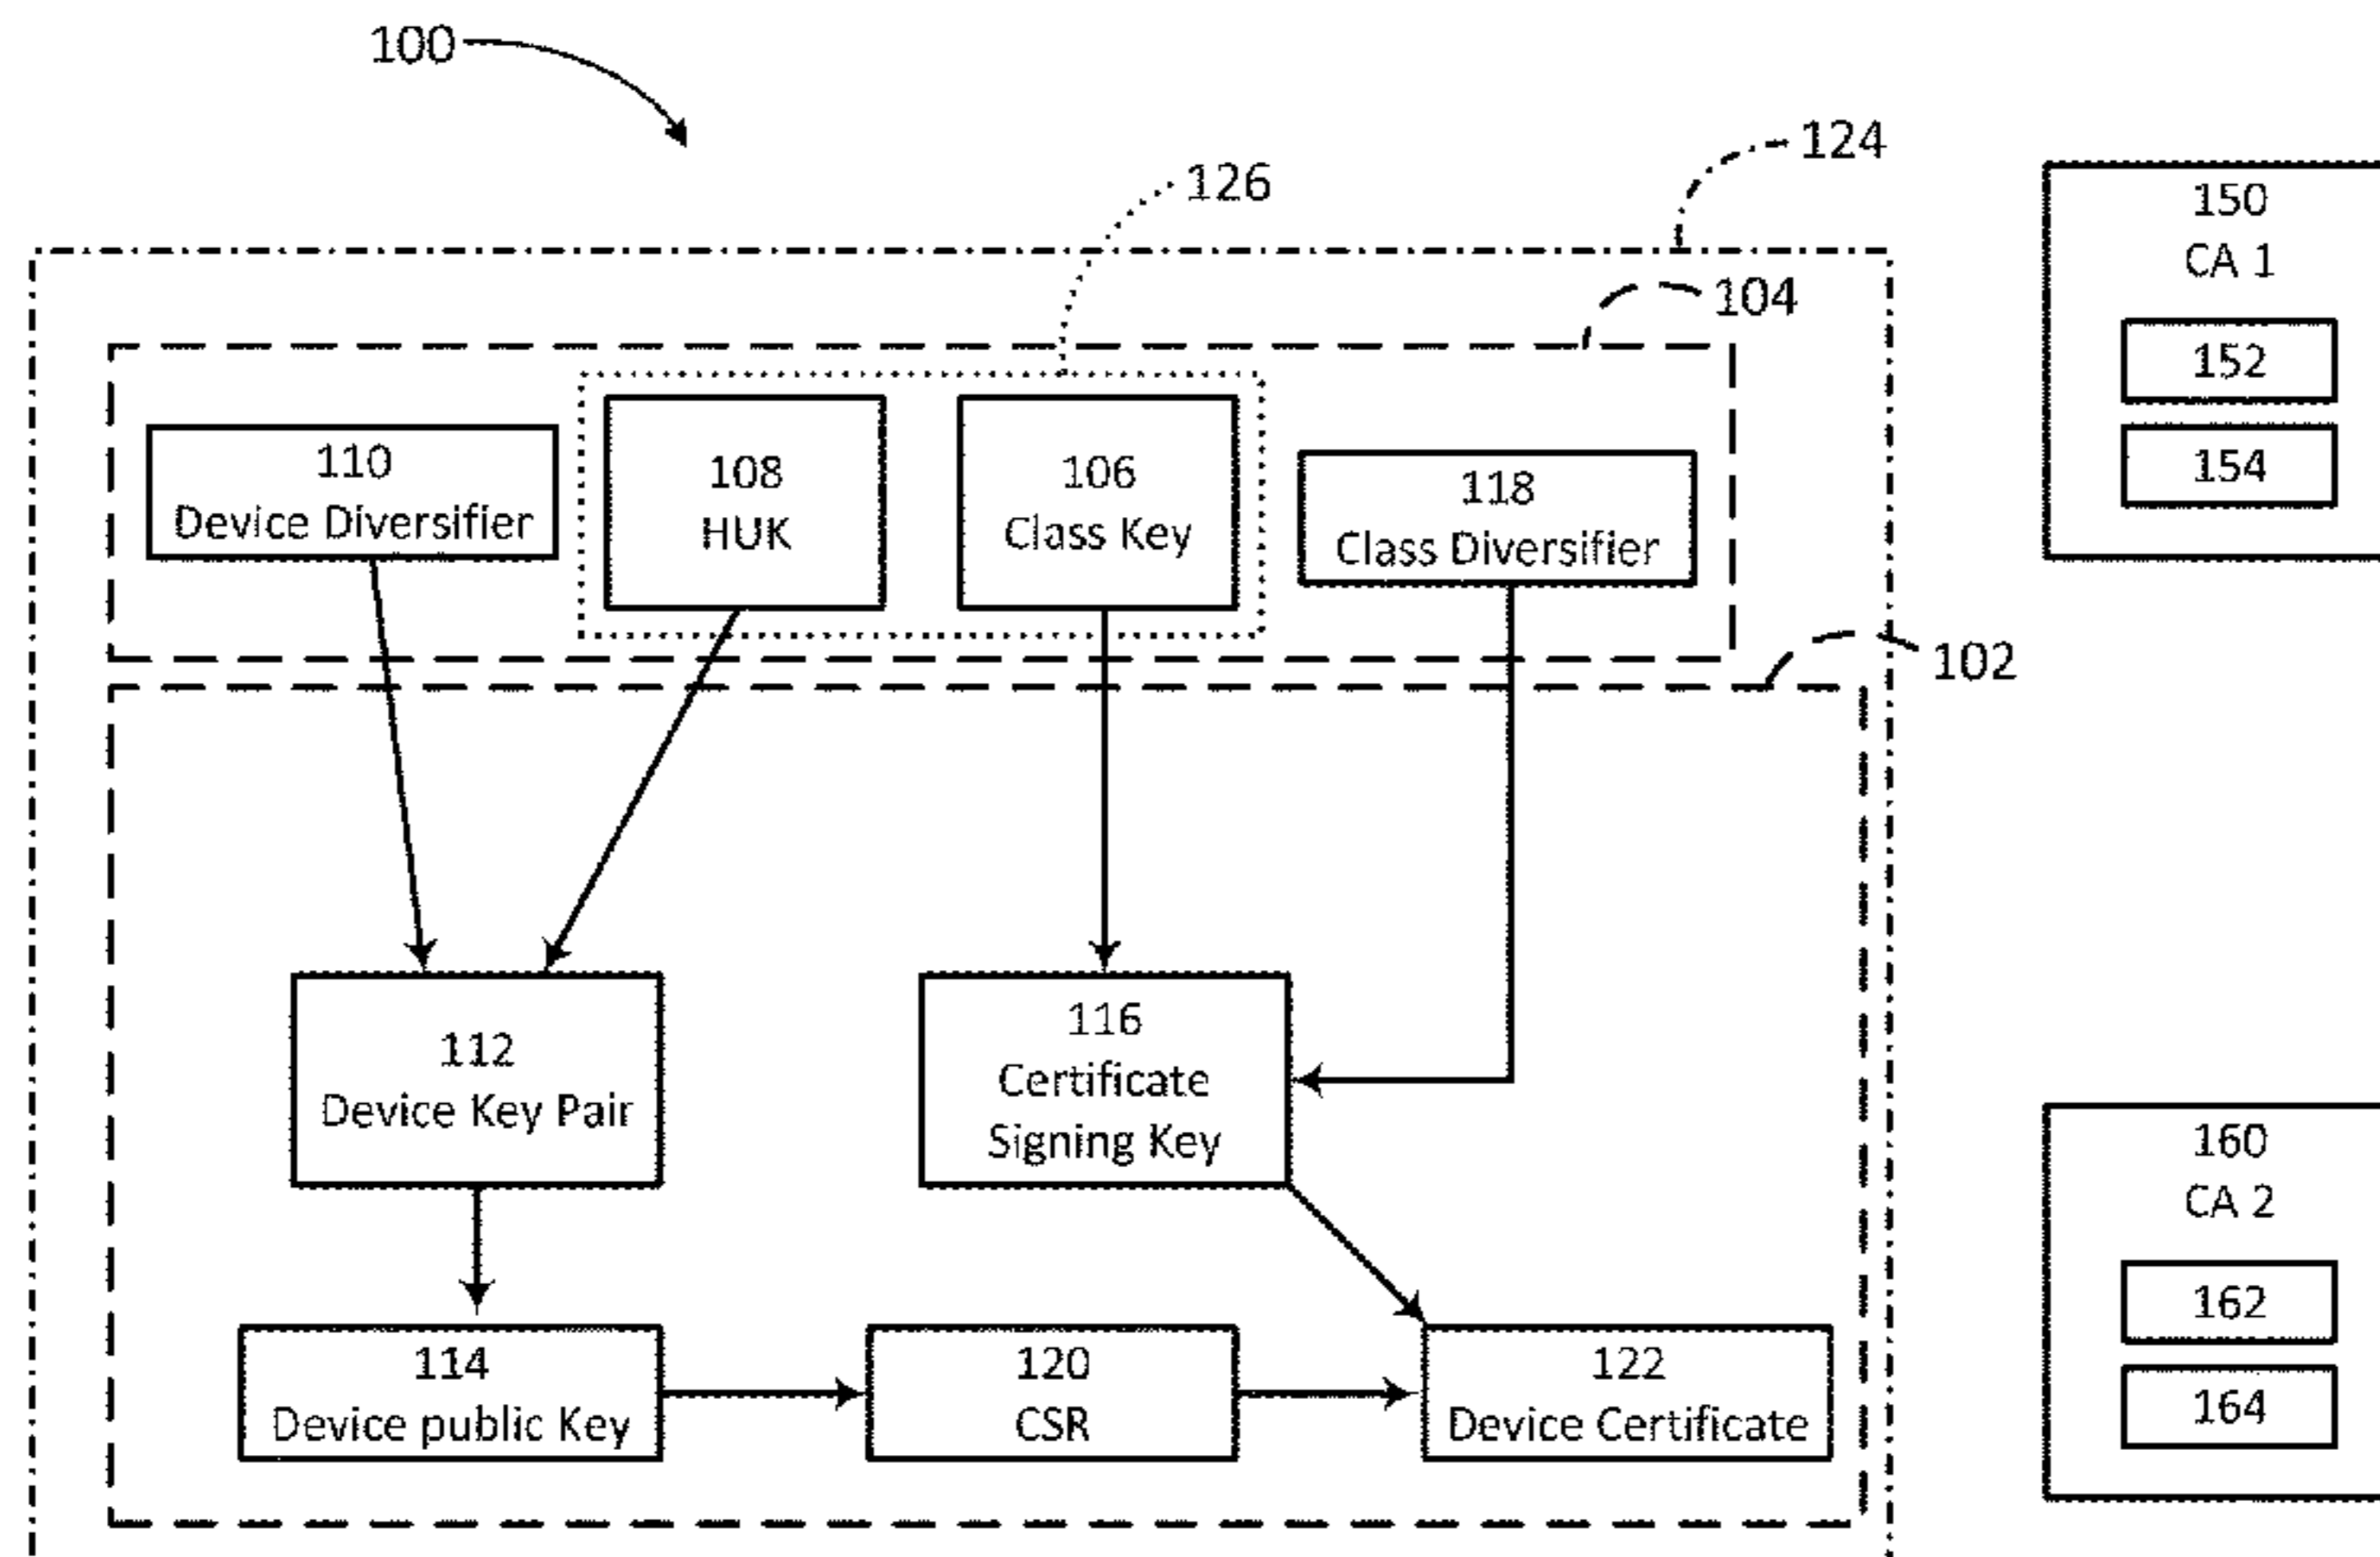 100
124
126
104
150
CA 1
152
154
110
Device Diversifier
108
HUK
106
Class Key
118
Class Diversifier
102
112
Device Key Pair
116
Certificate
Signing Key
160
CA 2
162
164
114
Device public Key
120
CSR
122
Device Certificate